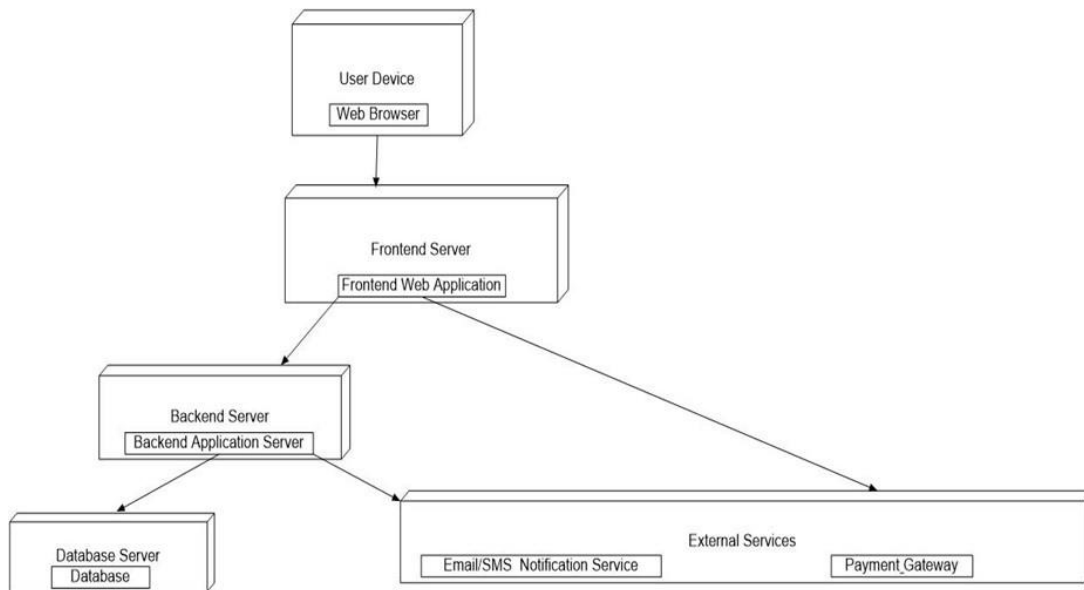 User Device
Web Browser
Frontend Server
Frontend Web Application
Backend Server
Backend Application Server
Database Server
Database
External Services
Email/SMS Notification Service
Payment_Gateway